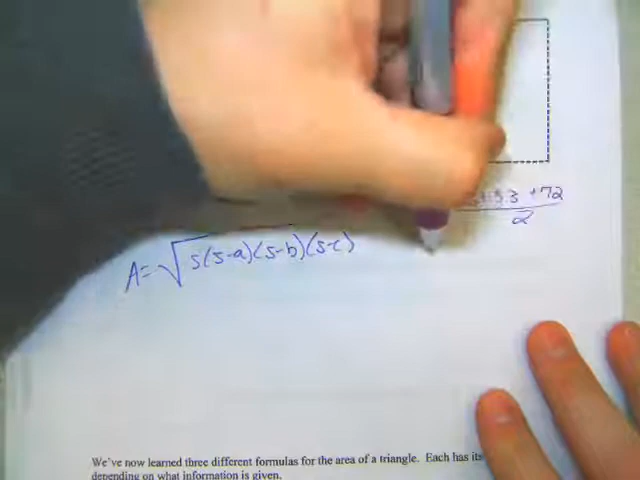 53 +72
2
A=√s(s-a)(s-b)(s-c)
We've now learned three different formulas for the area of a triangle. Each has its
depending on what information is given.